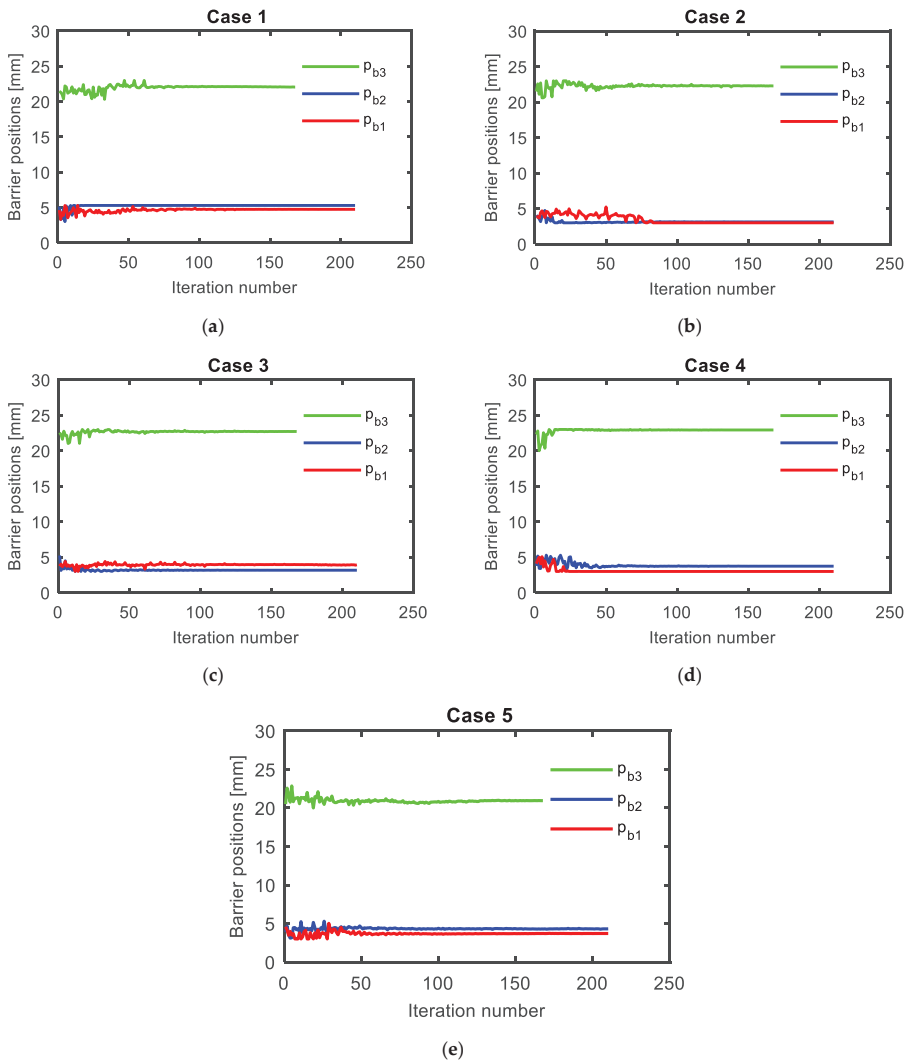 Case 1
Barrier positions [mm]
30
25
20
15
10
5
0
p_b3
p_b2
p_b1
0 50 100 150 200 250
Iteration number
(a)
Case 2
Barrier positions [mm]
30
25
20
15
10
5
0
p_b3
p_b2
p_b1
0 50 100 150 200 250
Iteration number
(b)
Case 3
Barrier positions [mm]
30
25
20
15
10
5
0
p_b3
p_b2
p_b1
0 50 100 150 200 250
Iteration number
(c)
Case 4
Barrier positions [mm]
30
25
20
15
10
5
0
p_b3
p_b2
p_b1
0 50 100 150 200 250
Iteration number
(d)
Case 5
Barrier positions [mm]
30
25
20
15
10
5
0
p_b3
p_b2
p_b1
0 50 100 150 200 250
Iteration number
(e)